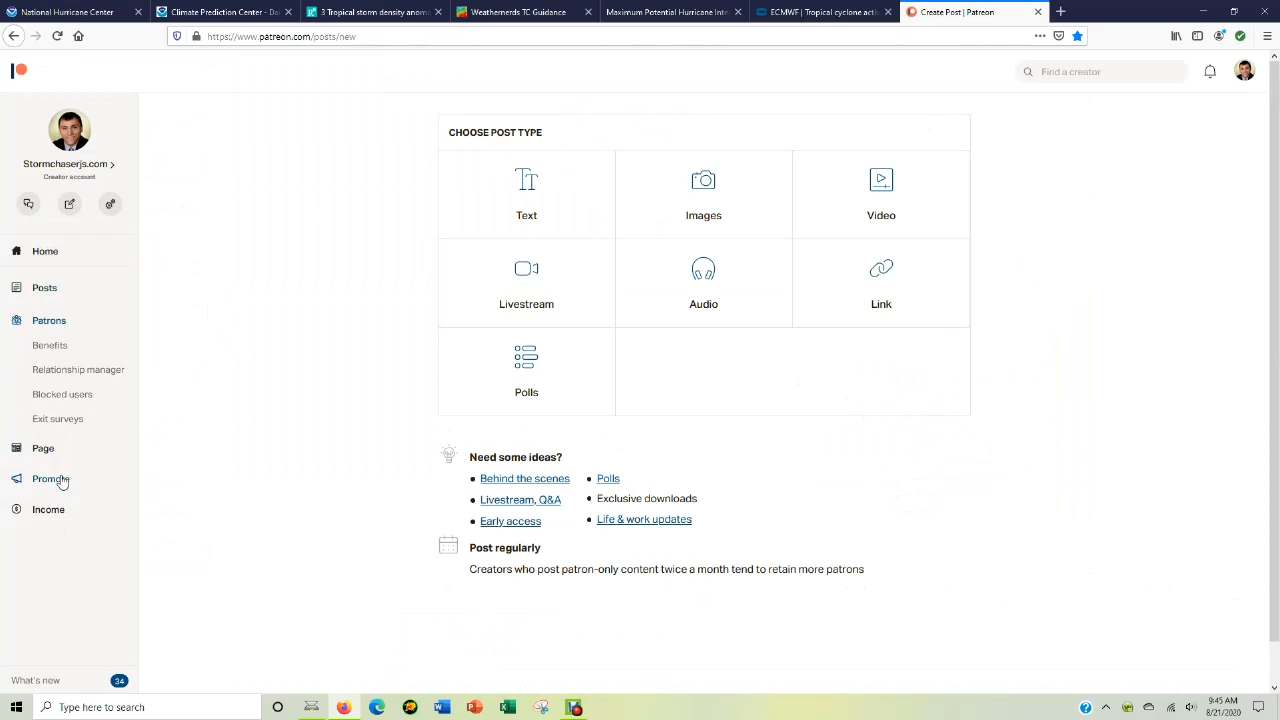 National Hurricane Center
Climate Prediction Center - Da
3 Tropical storm density anoma
Weathernerds TC Guidance
Maximum Potential Hurricane Inte
ECMWF | Tropical cyclone activ
Create Post | Patreon
https://www.patreon.com/posts/new
Find a creator
Stormchaserjs.com
Creator account
Home
Posts
Patrons
Benefits
Relationship manager
Blocked users
Exit surveys
Page
Promote
Income
What's new
34
CHOOSE POST TYPE
Text
Images
Video
Livestream
Audio
Link
Polls
Need some ideas?
Behind the scenes
Livestream, Q&A
Early access
Polls
Exclusive downloads
Life & work updates
Post regularly
Creators who post patron-only content twice a month tend to retain more patrons
Type here to search
9:45 AM
8/21/2020